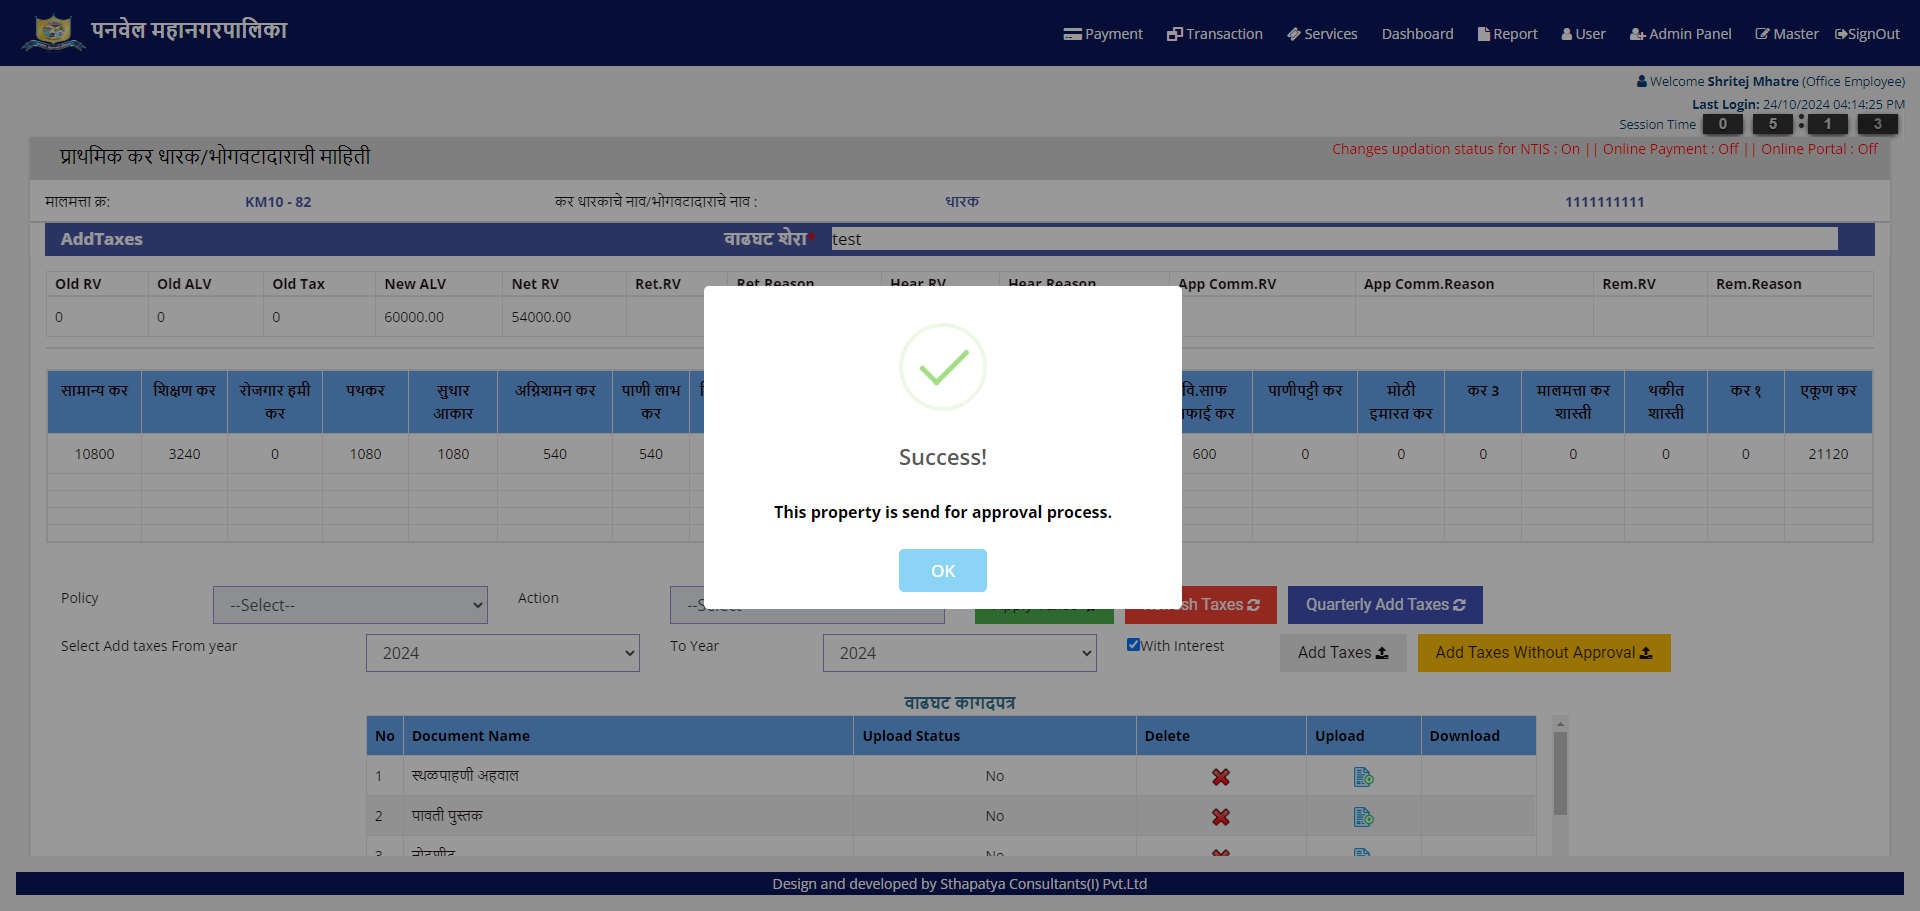 पनवेल महानगरपालिका
Payment Transaction Services Dashboard Report User Admin Panel Master SignOut
Welcome Shritej Mhatre (Office Employee)
Last Login: 24/10/2024 04:14:25 PM
Session Time 0 5 : 1 3
प्राथमिक कर धारक/भोगवटादाराची माहिती
Changes updation status for NTIS : On || Online Payment : Off || Online Portal : Off
मालमत्ता क्र: KM10 - 82 कर धारकाचे नाव/भोगवटादाराचे नाव : धारक 1111111111
AddTaxes वाढघट शेरा* test
Old RV Old ALV Old Tax New ALV Net RV Ret.RV Ret Reason Hear RV Hear Reason App Comm.RV App Comm.Reason Rem.RV Rem.Reason
0 0 0 60000.00 54000.00
सामान्य कर शिक्षण कर रोजगार हमी कर पथकर सुधार आकार अग्निशमन कर पाणी लाभ कर वि.साफ सफाई कर पाणीपट्टी कर मोठी इमारत कर कर 3 मालमत्ता कर शास्ती थकीत शास्ती कर १ एकूण कर
10800 3240 0 1080 1080 540 540 600 0 0 0 0 0 0 21120
Success!
This property is send for approval process.
OK
Policy --Select-- Action --Select-- Quarterly Add Taxes
Select Add taxes From year 2024 To Year 2024 With Interest Add Taxes Add Taxes Without Approval
वाढघट कागदपत्र
No Document Name Upload Status Delete Upload Download
1 स्थळपाहणी अहवाल No
2 पावती पुस्तक No
Design and developed by Sthapatya Consultants(I) Pvt.Ltd